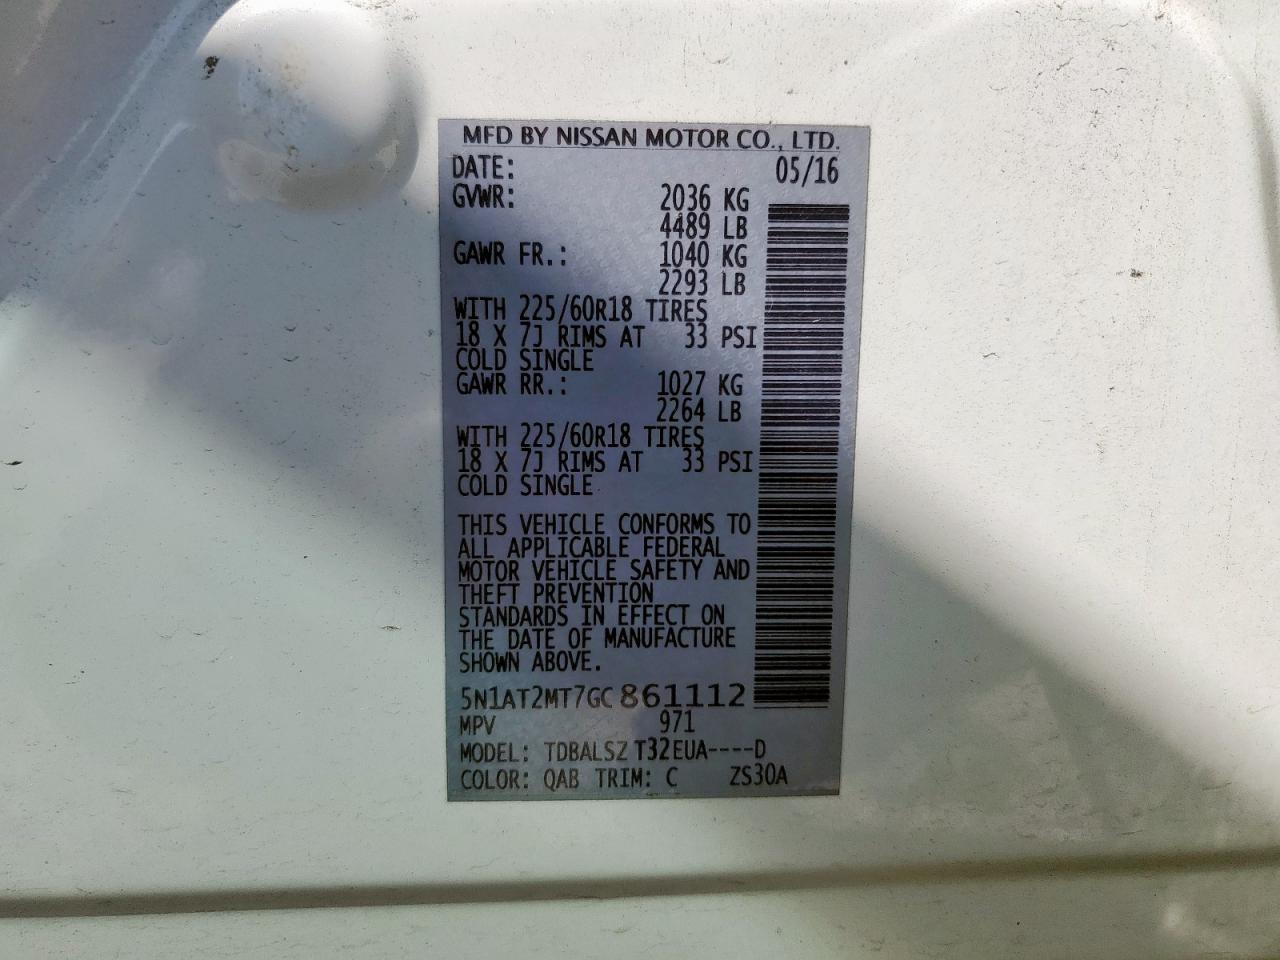 MFD BY NISSAN MOTOR CO., LTD.
DATE: 05/16
GVWR: 2036 KG
4489 LB
GAWR FR.: 1040 KG
2293 LB
WITH 225/60R18 TIRES
18 X 7J RIMS AT 33 PSI
COLD SINGLE
GAWR RR.: 1027 KG
2264 LB
WITH 225/60R18 TIRES
18 X 7J RIMS AT 33 PSI
COLD SINGLE
THIS VEHICLE CONFORMS TO
ALL APPLICABLE FEDERAL
MOTOR VEHICLE SAFETY AND
THEFT PREVENTION
STANDARDS IN EFFECT ON
THE DATE OF MANUFACTURE
SHOWN ABOVE.
5N1AT2MT7GC861112
MPV 971
MODEL: TDBALSZ T32EUA----D
COLOR: QAB TRIM: C ZS30A